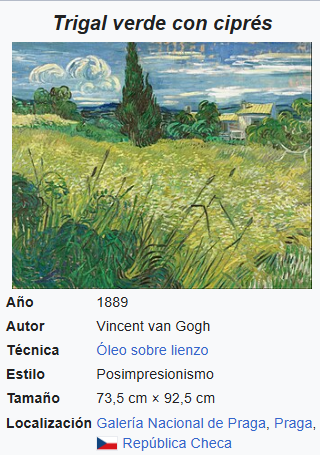 Trigal verde con ciprés
Año 1889
Autor Vincent van Gogh
Técnica Óleo sobre lienzo
Estilo Posimpresionismo
Tamaño 73,5 cm × 92,5 cm
Localización Galería Nacional de Praga, Praga,
República Checa